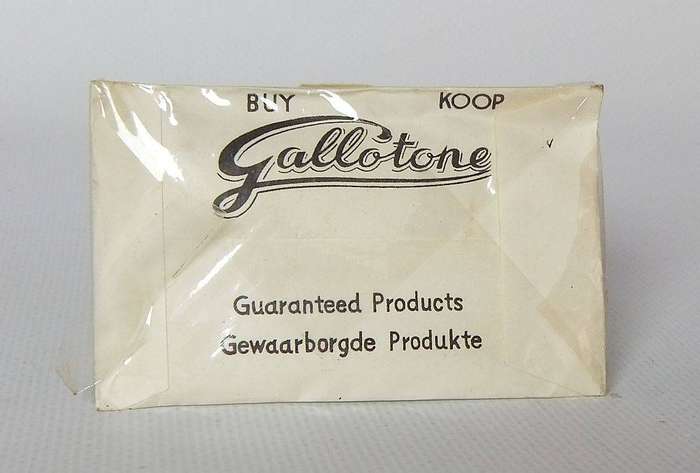 BUY KOOP
Gallotone
Guaranteed Products
Gewaarborgde Produkte